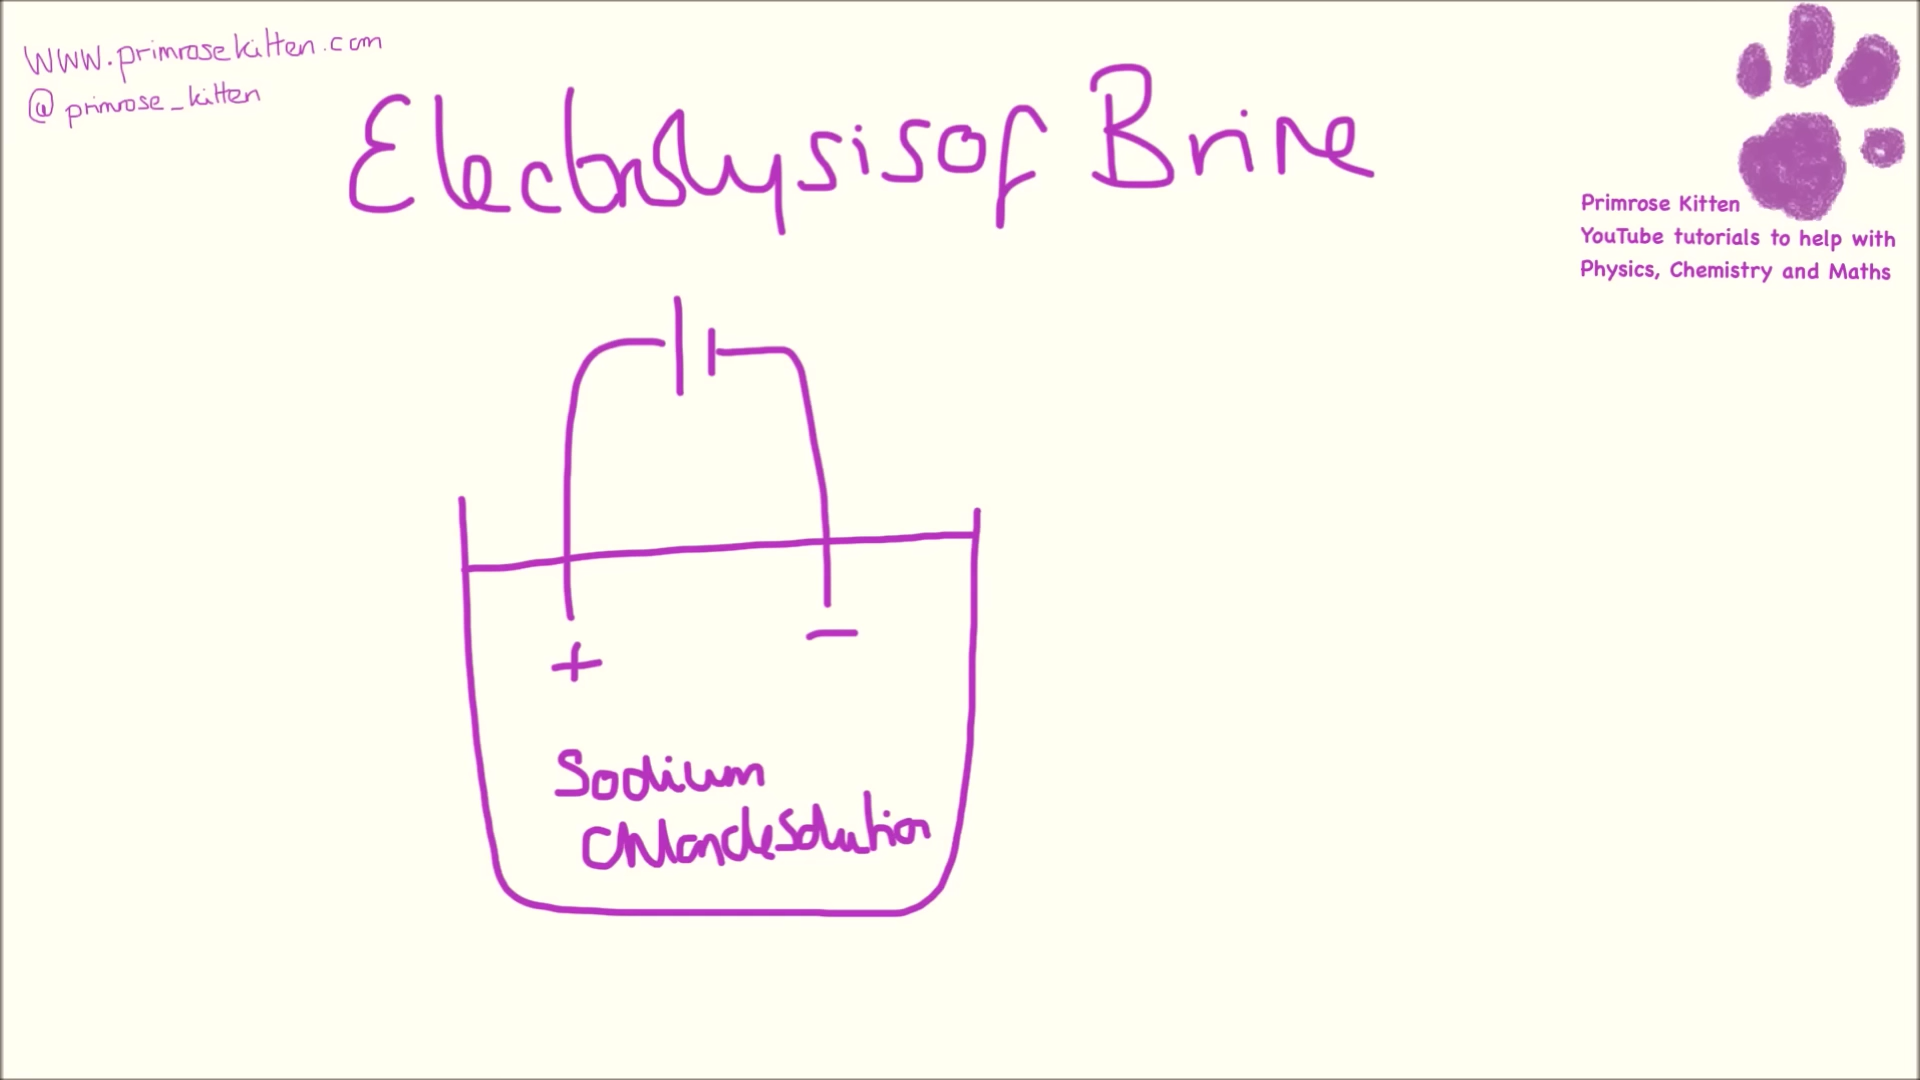 www.primrosekitten.com
@primrose_kitten
Electrolysis of Brine
Primrose Kitten
YouTube tutorials to help with
Physics, Chemistry and Maths
+
−
Sodium
Chloride Solution